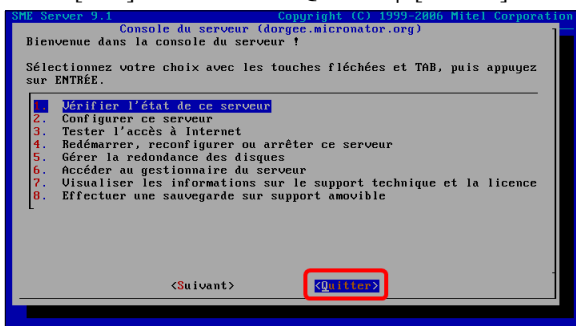 SME Server 9.1 Copyright (C) 1999-2006 Mitel Corporation
Console du serveur (dorgee.micronator.org)
Bienvenue dans la console du serveur !
Sélectionnez votre choix avec les touches fléchées et TAB, puis appuyez
sur ENTRÉE.
1. Vérifier l'état de ce serveur
2. Configurer ce serveur
3. Tester l'accès à Internet
4. Redémarrer, reconfigurer ou arrêter ce serveur
5. Gérer la redondance des disques
6. Accéder au gestionnaire du serveur
7. Visualiser les informations sur le support technique et la licence
8. Effectuer une sauvegarde sur support amovible
<Suivant> <Quitter>